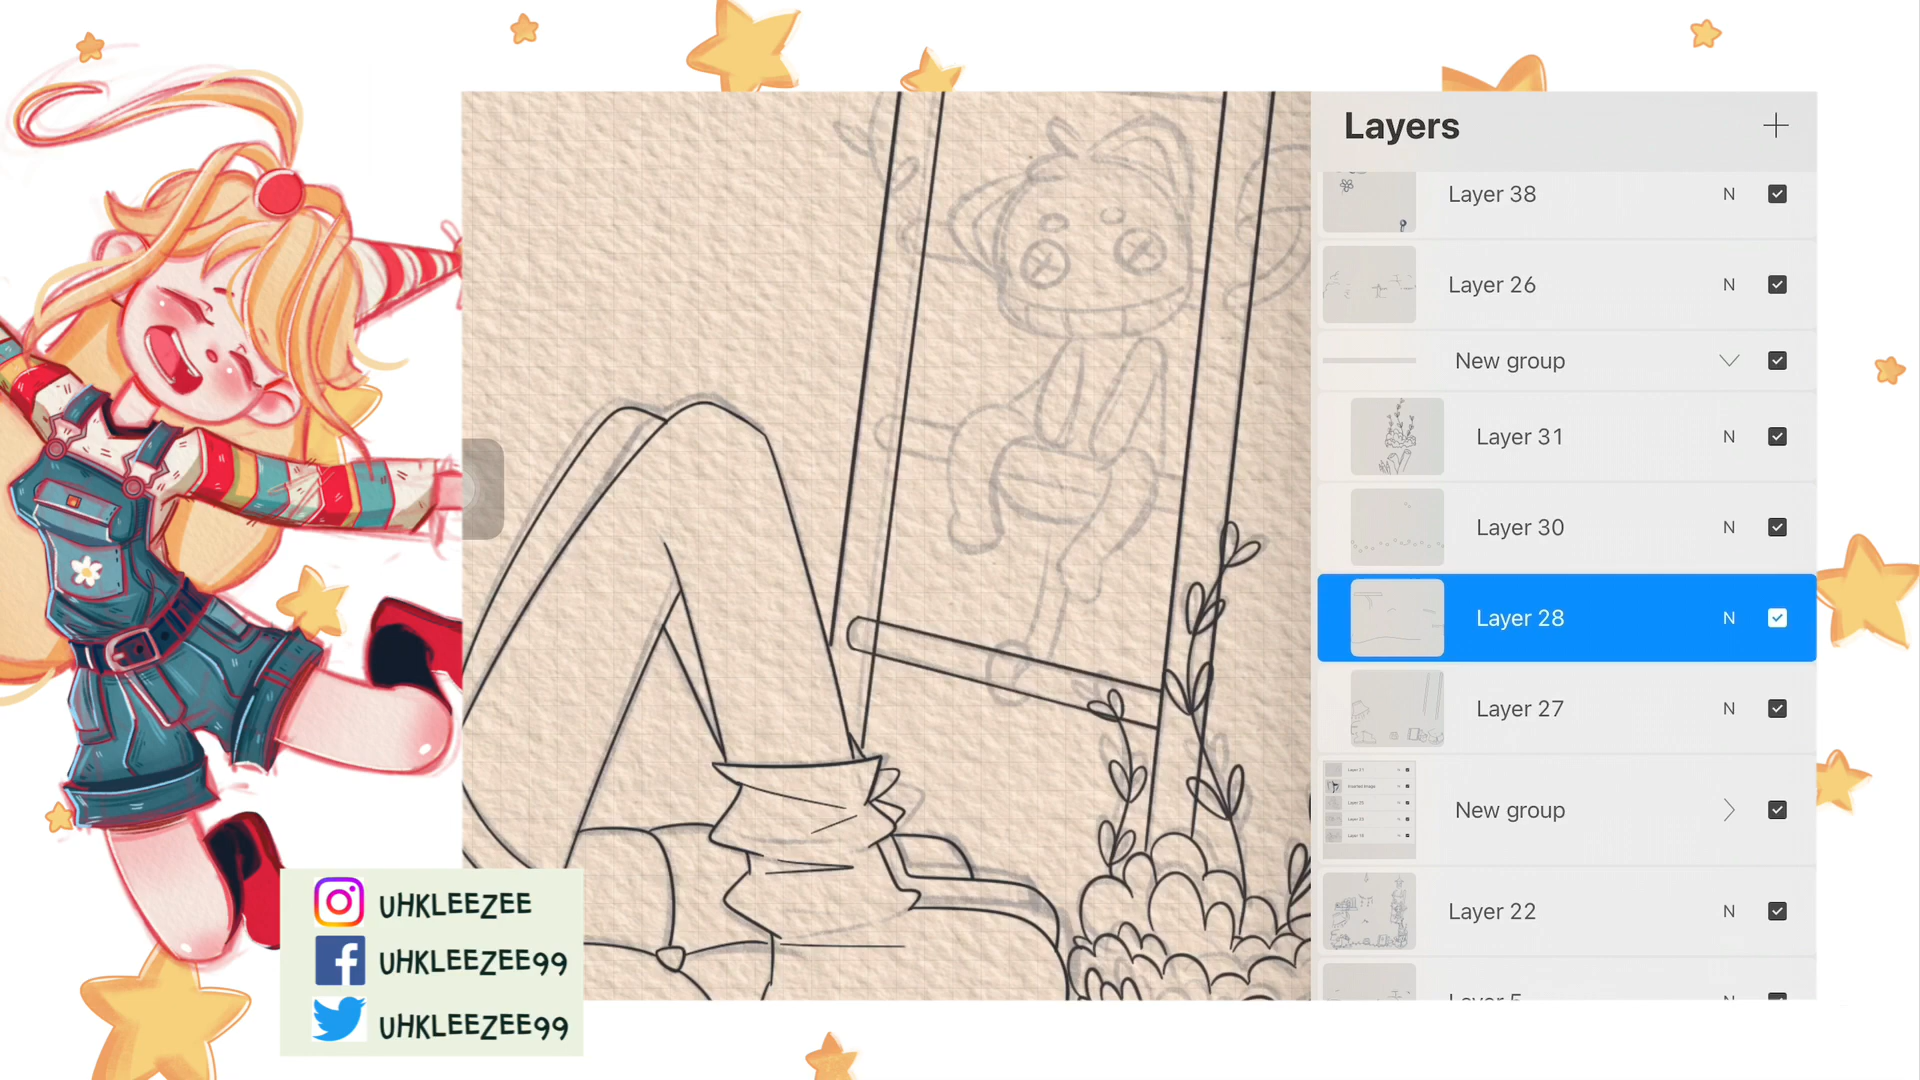 Layers
Layer 38 N
Layer 26 N
New group
Layer 31 N
Layer 30 N
Layer 28 N
Layer 27 N
New group
Layer 22 N
UHKLEEZEE
UHKLEEZEE99
UHKLEEZEE99